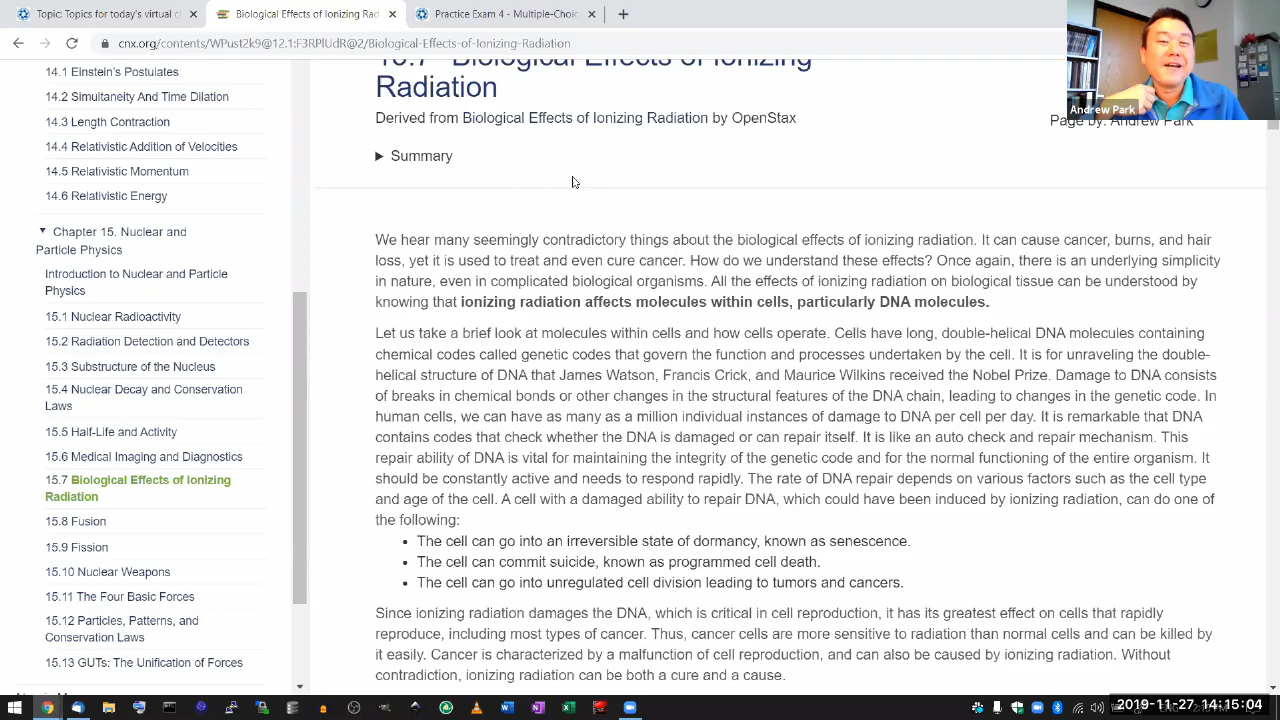 Topic for today's virtual cl
Biological Effects of Ionizing Rad
Practice Exam 4 - Multiple-Choic
cnx.org/contents/WPust2k9@12.1:F3RPlUdR@2/Biological-Effects-of-Ionizing-Radiation
Andrew Park
14.1 Einstein's Postulates
14.2 Simultaneity And Time Dilation
14.3 Length Contraction
14.4 Relativistic Addition of Velocities
14.5 Relativistic Momentum
14.6 Relativistic Energy
Chapter 15. Nuclear and
Particle Physics
Introduction to Nuclear and Particle
Physics
15.1 Nuclear Radioactivity
15.2 Radiation Detection and Detectors
15.3 Substructure of the Nucleus
15.4 Nuclear Decay and Conservation
Laws
15.5 Half-Life and Activity
15.6 Medical Imaging and Diagnostics
15.7 Biological Effects of Ionizing
Radiation
15.8 Fusion
15.9 Fission
15.10 Nuclear Weapons
15.11 The Four Basic Forces
15.12 Particles, Patterns, and
Conservation Laws
15.13 GUTs: The Unification of Forces
15.7 Biological Effects of Ionizing
Radiation
Derived from Biological Effects of Ionizing Radiation by OpenStax
Page by: Andrew Park
Summary
We hear many seemingly contradictory things about the biological effects of ionizing radiation. It can cause cancer, burns, and hair
loss, yet it is used to treat and even cure cancer. How do we understand these effects? Once again, there is an underlying simplicity
in nature, even in complicated biological organisms. All the effects of ionizing radiation on biological tissue can be understood by
knowing that ionizing radiation affects molecules within cells, particularly DNA molecules.
Let us take a brief look at molecules within cells and how cells operate. Cells have long, double-helical DNA molecules containing
chemical codes called genetic codes that govern the function and processes undertaken by the cell. It is for unraveling the double-
helical structure of DNA that James Watson, Francis Crick, and Maurice Wilkins received the Nobel Prize. Damage to DNA consists
of breaks in chemical bonds or other changes in the structural features of the DNA chain, leading to changes in the genetic code. In
human cells, we can have as many as a million individual instances of damage to DNA per cell per day. It is remarkable that DNA
contains codes that check whether the DNA is damaged or can repair itself. It is like an auto check and repair mechanism. This
repair ability of DNA is vital for maintaining the integrity of the genetic code and for the normal functioning of the entire organism. It
should be constantly active and needs to respond rapidly. The rate of DNA repair depends on various factors such as the cell type
and age of the cell. A cell with a damaged ability to repair DNA, which could have been induced by ionizing radiation, can do one of
the following:
• The cell can go into an irreversible state of dormancy, known as senescence.
• The cell can commit suicide, known as programmed cell death.
• The cell can go into unregulated cell division leading to tumors and cancers.
Since ionizing radiation damages the DNA, which is critical in cell reproduction, it has its greatest effect on cells that rapidly
reproduce, including most types of cancer. Thus, cancer cells are more sensitive to radiation than normal cells and can be killed by
it easily. Cancer is characterized by a malfunction of cell reproduction, and can also be caused by ionizing radiation. Without
contradiction, ionizing radiation can be both a cure and a cause.
2019-11-27 14:15:04